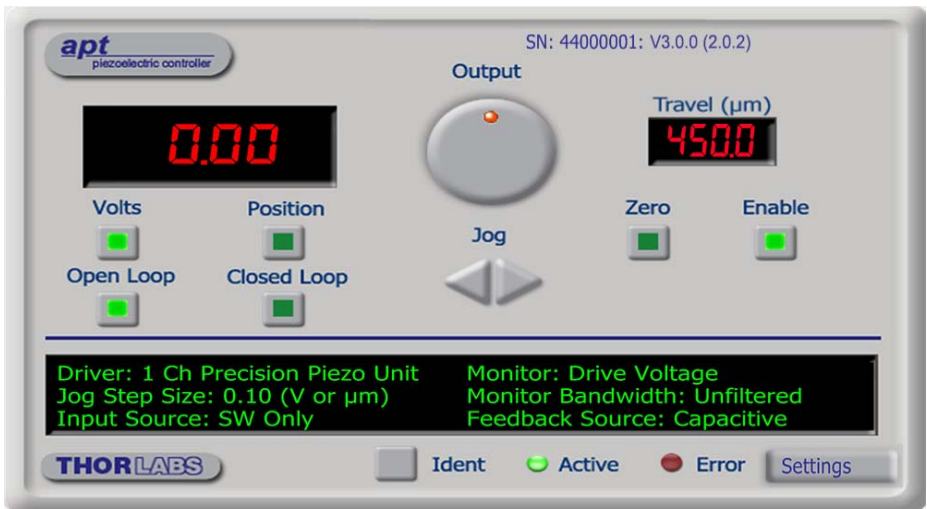 apt
piezoelectric controller
SN: 44000001: V3.0.0 (2.0.2)
Output
Travel (µm)
0.00
450.0
Volts
Position
Zero
Enable
Jog
Open Loop
Closed Loop
Driver: 1 Ch Precision Piezo Unit
Monitor: Drive Voltage
Jog Step Size: 0.10 (V or µm)
Monitor Bandwidth: Unfiltered
Input Source: SW Only
Feedback Source: Capacitive
THORLABS
Ident
Active
Error
Settings